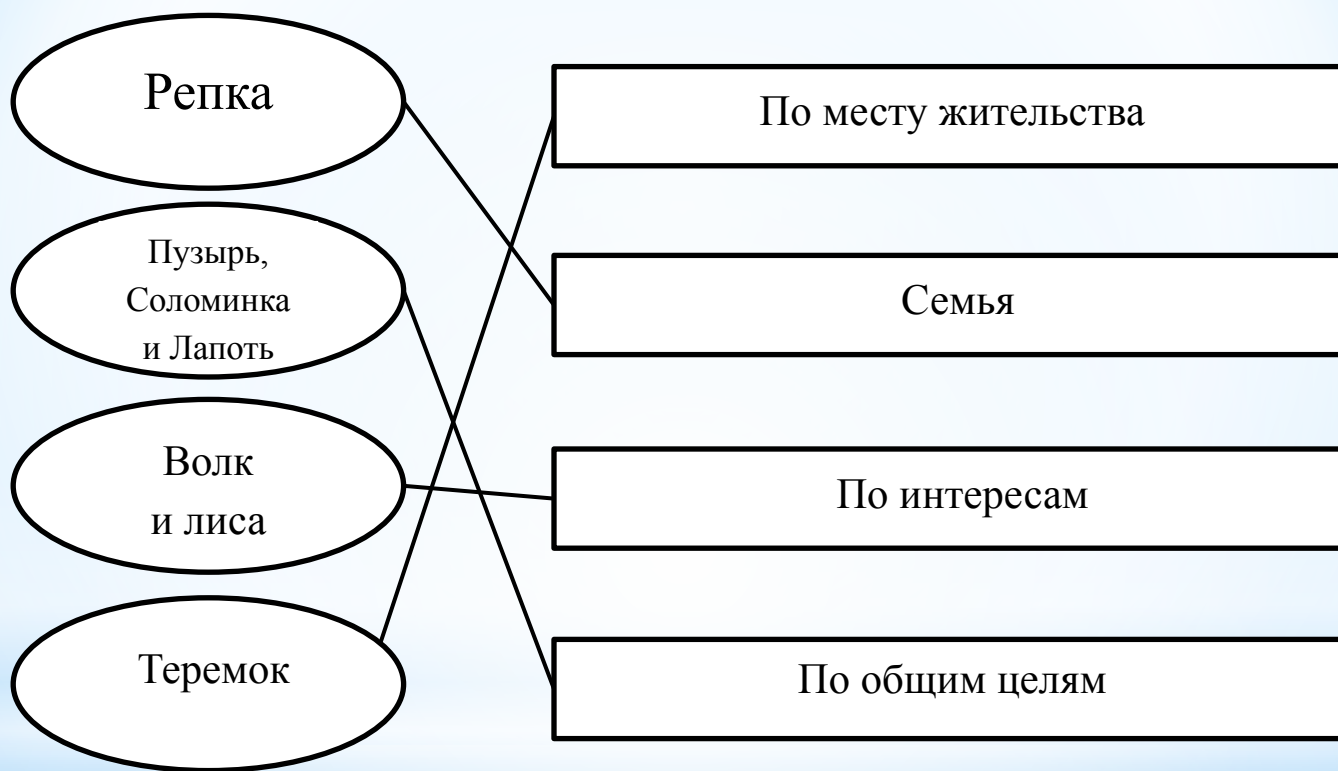 Репка
Пузырь,
Соломинка
и Лапоть
Волк
и лиса
Теремок
По месту жительства
Семья
По интересам
По общим целям